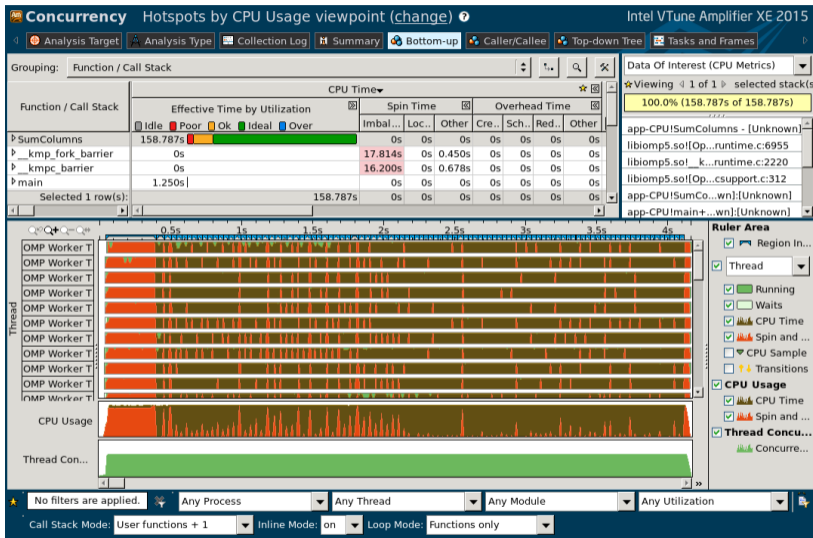 Concurrency Hotspots by CPU Usage viewpoint (change) ? Intel VTune Amplifier XE 2015
Analysis Target Analysis Type Collection Log Summary Bottom-up Caller/Callee Top-down Tree Tasks and Frames
Grouping: Function / Call Stack
Data Of Interest (CPU Metrics)
Viewing 1 of 1 selected stack(s
100.0% (158.787s of 158.787s)
app-CPU!SumColumns - [Unknown]
libiomp5.so![Op...runtime.c:6955
libiomp5.so!__k...runtime.c:2220
libiomp5.so![Op...csupport.c:312
app-CPU!SumCo...wn]:[Unknown]
app-CPU!main+...wn]:[Unknown]
Function / Call Stack
CPU Time
Effective Time by Utilization Spin Time Overhead Time
Idle Poor Ok Ideal Over Imbal... Loc... Other Cre... Sch... Red... Other
SumColumns 158.787s 0s 0s 0s 0s 0s 0s 0s
__kmp_fork_barrier 0s 17.814s 0s 0.450s 0s 0s 0s 0s
__kmpc_barrier 0s 16.200s 0s 0.678s 0s 0s 0s 0s
main 1.250s 0s 0s 0s 0s 0s 0s 0s
Selected 1 row(s): 158.787s 0s 0s 0s 0s 0s 0s 0s
0.5s 1s 1.5s 2s 2.5s 3s 3.5s 4s
Thread
OMP Worker T
OMP Worker T
OMP Worker T
OMP Worker T
OMP Worker T
OMP Worker T
OMP Worker T
OMP Worker T
OMP Worker T
OMP Worker T
OMP Worker T
CPU Usage
Thread Con...
Ruler Area
Region In...
Thread
Running
Waits
CPU Time
Spin and ...
CPU Sample
Transitions
CPU Usage
CPU Time
Spin and ...
Thread Concu...
Concurre...
No filters are applied. Any Process Any Thread Any Module Any Utilization
Call Stack Mode: User functions + 1 Inline Mode: on Loop Mode: Functions only